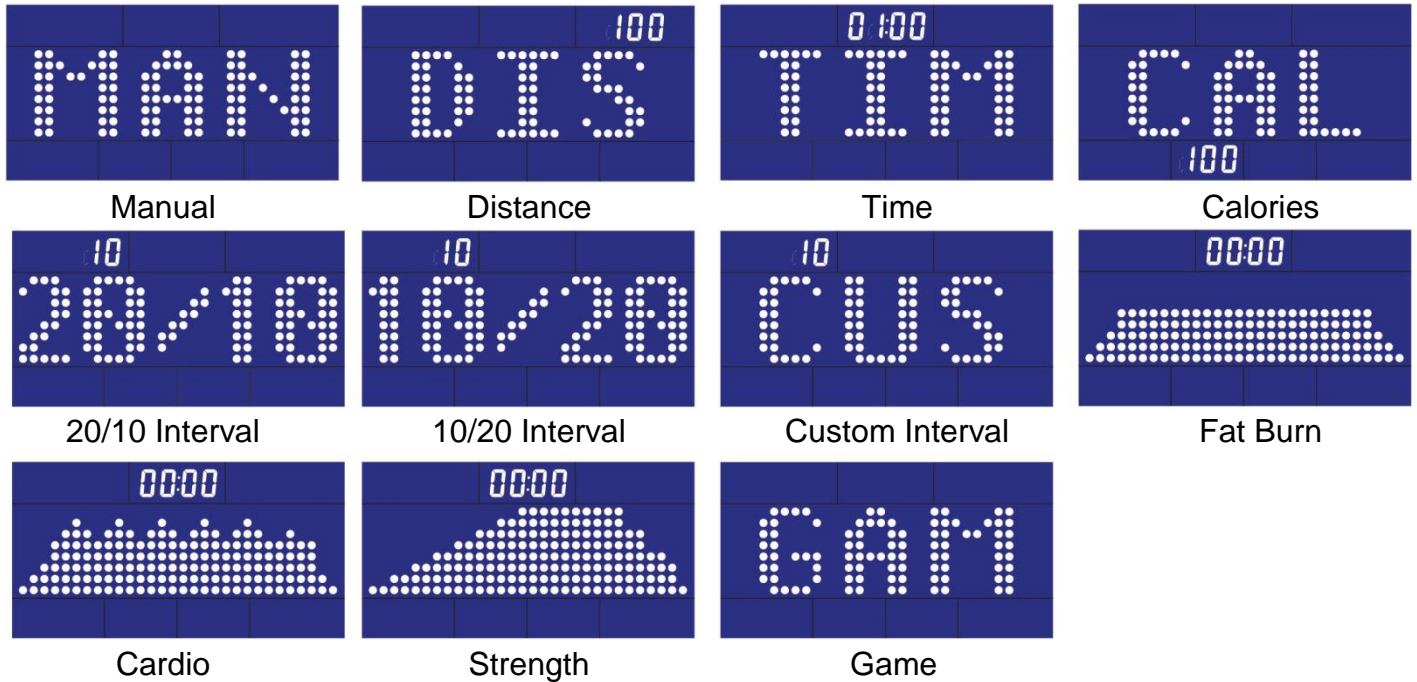 100 01:00
MAN DIS TIM CAL
100
Manual Distance Time Calories
10 10 10 00:00
20/10 10/20 CUS
20/10 Interval 10/20 Interval Custom Interval Fat Burn
00:00 00:00
GAM
Cardio Strength Game